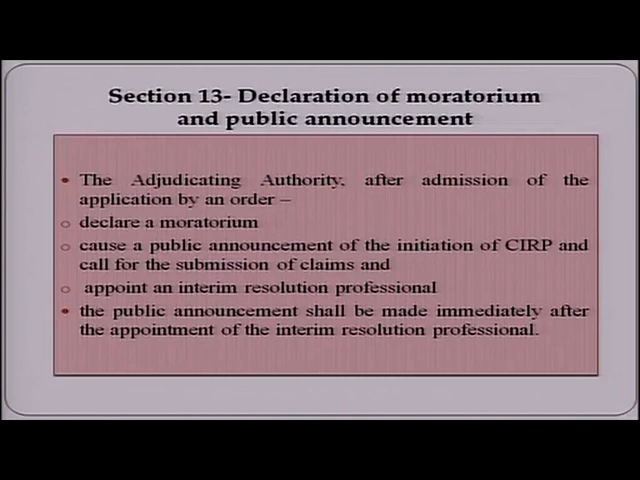 Section 13- Declaration of moratorium
and public announcement
• The Adjudicating Authority, after admission of the
application by an order –
o declare a moratorium
o cause a public announcement of the initiation of CIRP and
call for the submission of claims and
o appoint an interim resolution professional
• the public announcement shall be made immediately after
the appointment of the interim resolution professional.